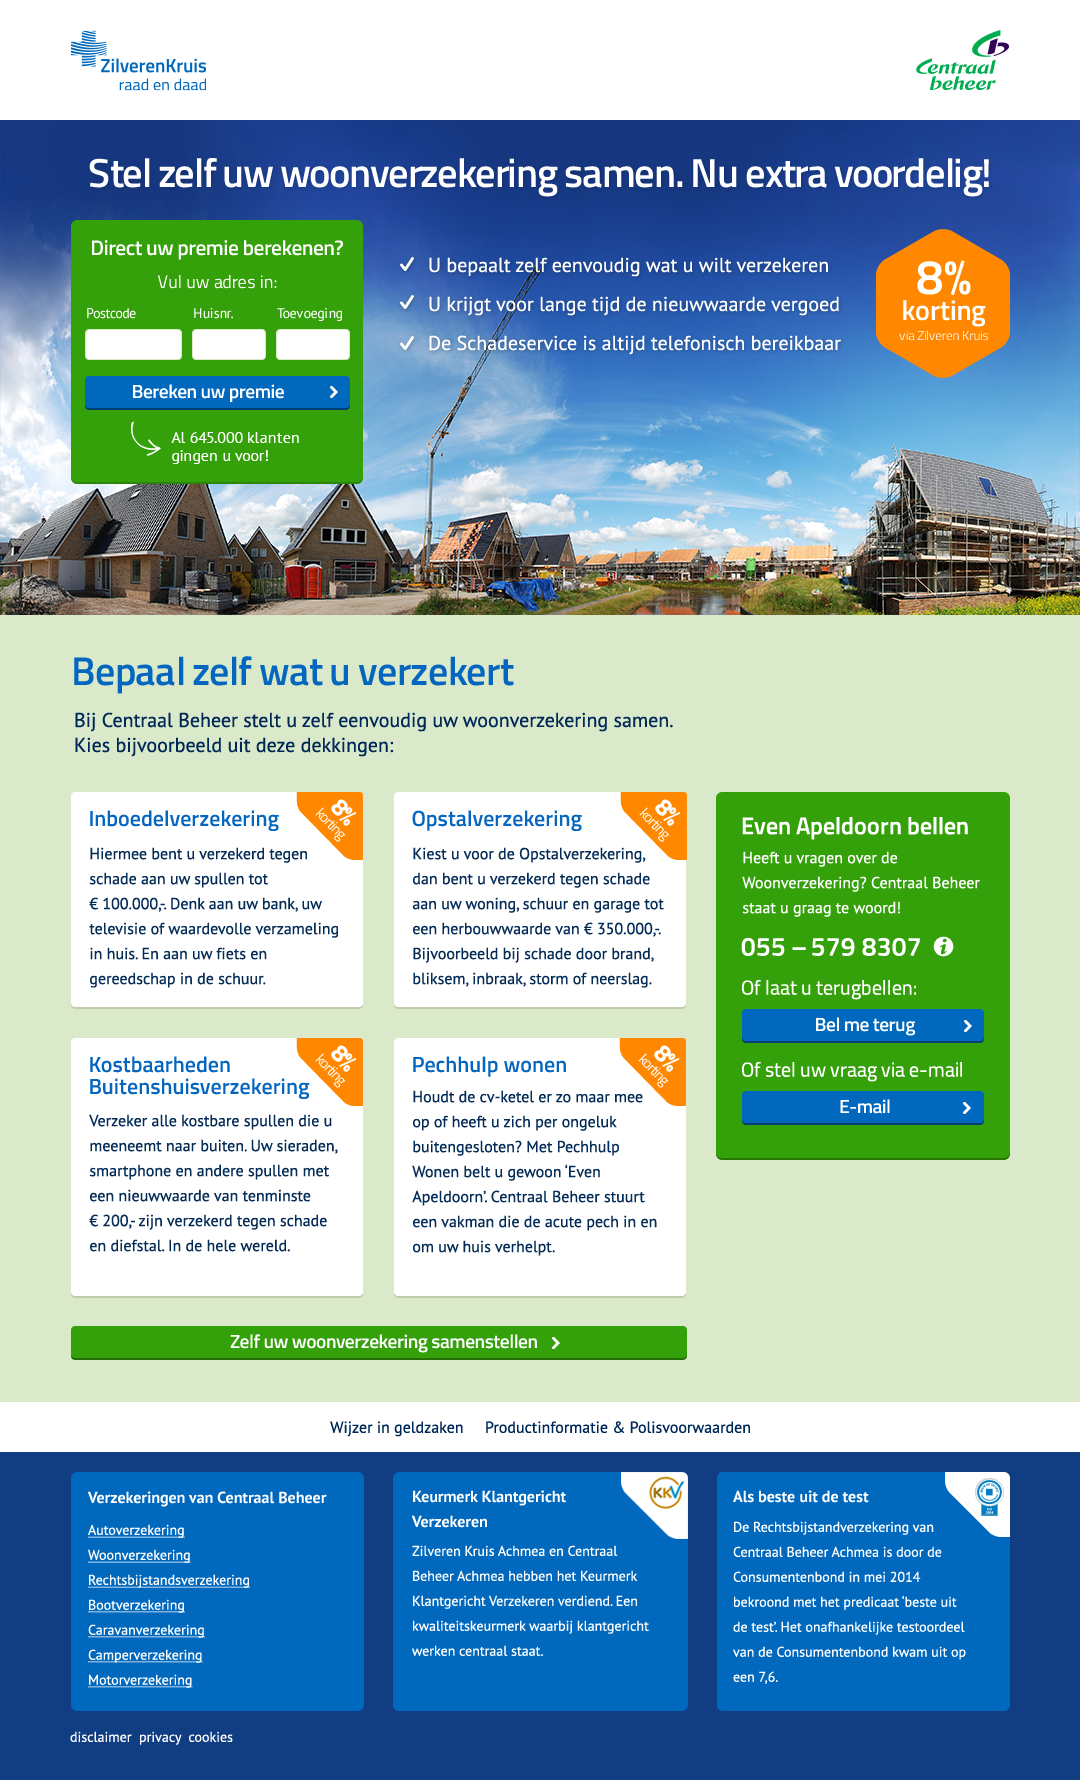 ZilverenKruis
raad en daad
Centraal
beheer
Stel zelf uw woonverzekering samen. Nu extra voordelig!
Direct uw premie berekenen?
Vul uw adres in:
Postcode Huisnr. Toevoeging
Bereken uw premie
Al 645.000 klanten
gingen u voor!
U bepaalt zelf eenvoudig wat u wilt verzekeren
U krijgt voor lange tijd de nieuwwaarde vergoed
De Schadeservice is altijd telefonisch bereikbaar
8%
korting
via Zilveren Kruis
Bepaal zelf wat u verzekert
Bij Centraal Beheer stelt u zelf eenvoudig uw woonverzekering samen.
Kies bijvoorbeeld uit deze dekkingen:
Inboedelverzekering
8%
korting
Hiermee bent u verzekerd tegen
schade aan uw spullen tot
€ 100.000,-. Denk aan uw bank, uw
televisie of waardevolle verzameling
in huis. En aan uw fiets en
gereedschap in de schuur.
Opstalverzekering
8%
korting
Kiest u voor de Opstalverzekering,
dan bent u verzekerd tegen schade
aan uw woning, schuur en garage tot
een herbouwwaarde van € 350.000,-.
Bijvoorbeeld bij schade door brand,
bliksem, inbraak, storm of neerslag.
Even Apeldoorn bellen
Heeft u vragen over de
Woonverzekering? Centraal Beheer
staat u graag te woord!
055 – 579 8307 i
Of laat u terugbellen:
Bel me terug
Of stel uw vraag via e-mail
E-mail
Kostbaarheden
Buitenshuisverzekering
8%
korting
Verzeker alle kostbare spullen die u
meeneemt naar buiten. Uw sieraden,
smartphone en andere spullen met
een nieuwwaarde van tenminste
€ 200,- zijn verzekerd tegen schade
en diefstal. In de hele wereld.
Pechhulp wonen
8%
korting
Houdt de cv-ketel er zo maar mee
op of heeft u zich per ongeluk
buitengesloten? Met Pechhulp
Wonen belt u gewoon ‘Even
Apeldoorn’. Centraal Beheer stuurt
een vakman die de acute pech in en
om uw huis verhelpt.
Zelf uw woonverzekering samenstellen
Wijzer in geldzaken Productinformatie & Polisvoorwaarden
Verzekeringen van Centraal Beheer
Autoverzekering
Woonverzekering
Rechtsbijstandsverzekering
Bootverzekering
Caravanverzekering
Camperverzekering
Motorverzekering
Keurmerk Klantgericht
Verzekeren
KKV
Zilveren Kruis Achmea en Centraal
Beheer Achmea hebben het Keurmerk
Klantgericht Verzekeren verdiend. Een
kwaliteitskeurmerk waarbij klantgericht
werken centraal staat.
Als beste uit de test
De Rechtsbijstandverzekering van
Centraal Beheer Achmea is door de
Consumentenbond in mei 2014
bekroond met het predicaat ‘beste uit
de test’. Het onafhankelijke testoordeel
van de Consumentenbond kwam uit op
een 7,6.
disclaimer privacy cookies